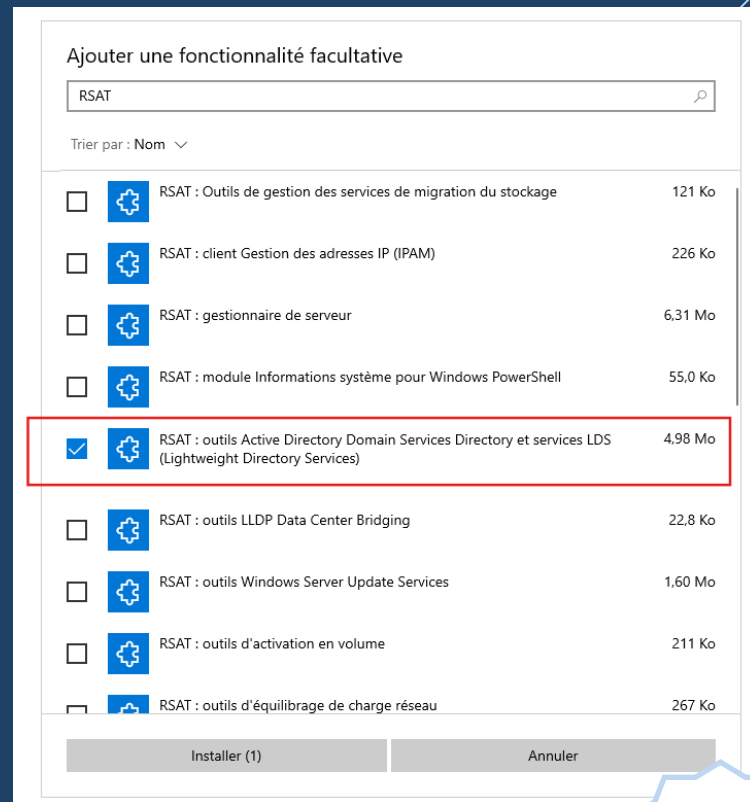 Ajouter une fonctionnalité facultative
RSAT
Trier par : Nom
RSAT : Outils de gestion des services de migration du stockage 121 Ko
RSAT : client Gestion des adresses IP (IPAM) 226 Ko
RSAT : gestionnaire de serveur 6,31 Mo
RSAT : module Informations système pour Windows PowerShell 55,0 Ko
RSAT : outils Active Directory Domain Services Directory et services LDS 4,98 Mo
(Lightweight Directory Services)
RSAT : outils LLDP Data Center Bridging 22,8 Ko
RSAT : outils Windows Server Update Services 1,60 Mo
RSAT : outils d'activation en volume 211 Ko
RSAT : outils d'équilibrage de charge réseau 267 Ko
Installer (1) Annuler